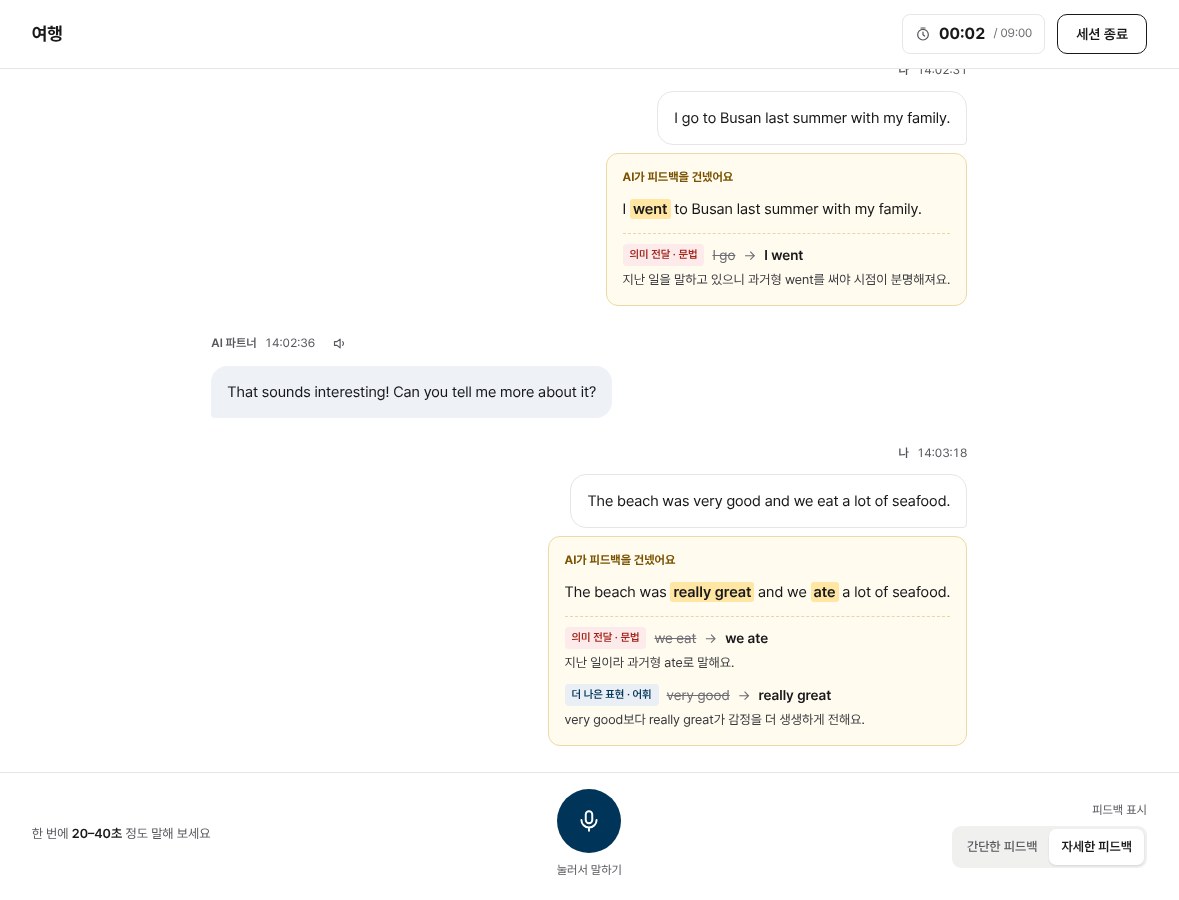 여행
00:02 / 09:00
세션 종료
나 14:02:31
I go to Busan last summer with my family.
AI가 피드백을 건넸어요
I went to Busan last summer with my family.
의미 전달 · 문법 I go → I went
지난 일을 말하고 있으니 과거형 went를 써야 시점이 분명해져요.
AI 파트너 14:02:36
That sounds interesting! Can you tell me more about it?
나 14:03:18
The beach was very good and we eat a lot of seafood.
AI가 피드백을 건넸어요
The beach was really great and we ate a lot of seafood.
의미 전달 · 문법 we eat → we ate
지난 일이라 과거형 ate로 말해요.
더 나은 표현 · 어휘 very good → really great
very good보다 really great가 감정을 더 생생하게 전해요.
한 번에 20–40초 정도 말해 보세요
눌러서 말하기
피드백 표시
간단한 피드백 자세한 피드백